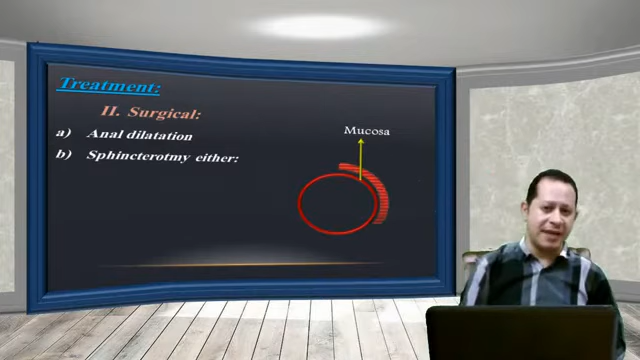 Treatment:
II. Surgical:
a) Anal dilatation
b) Sphincterotmy either:
Mucosa